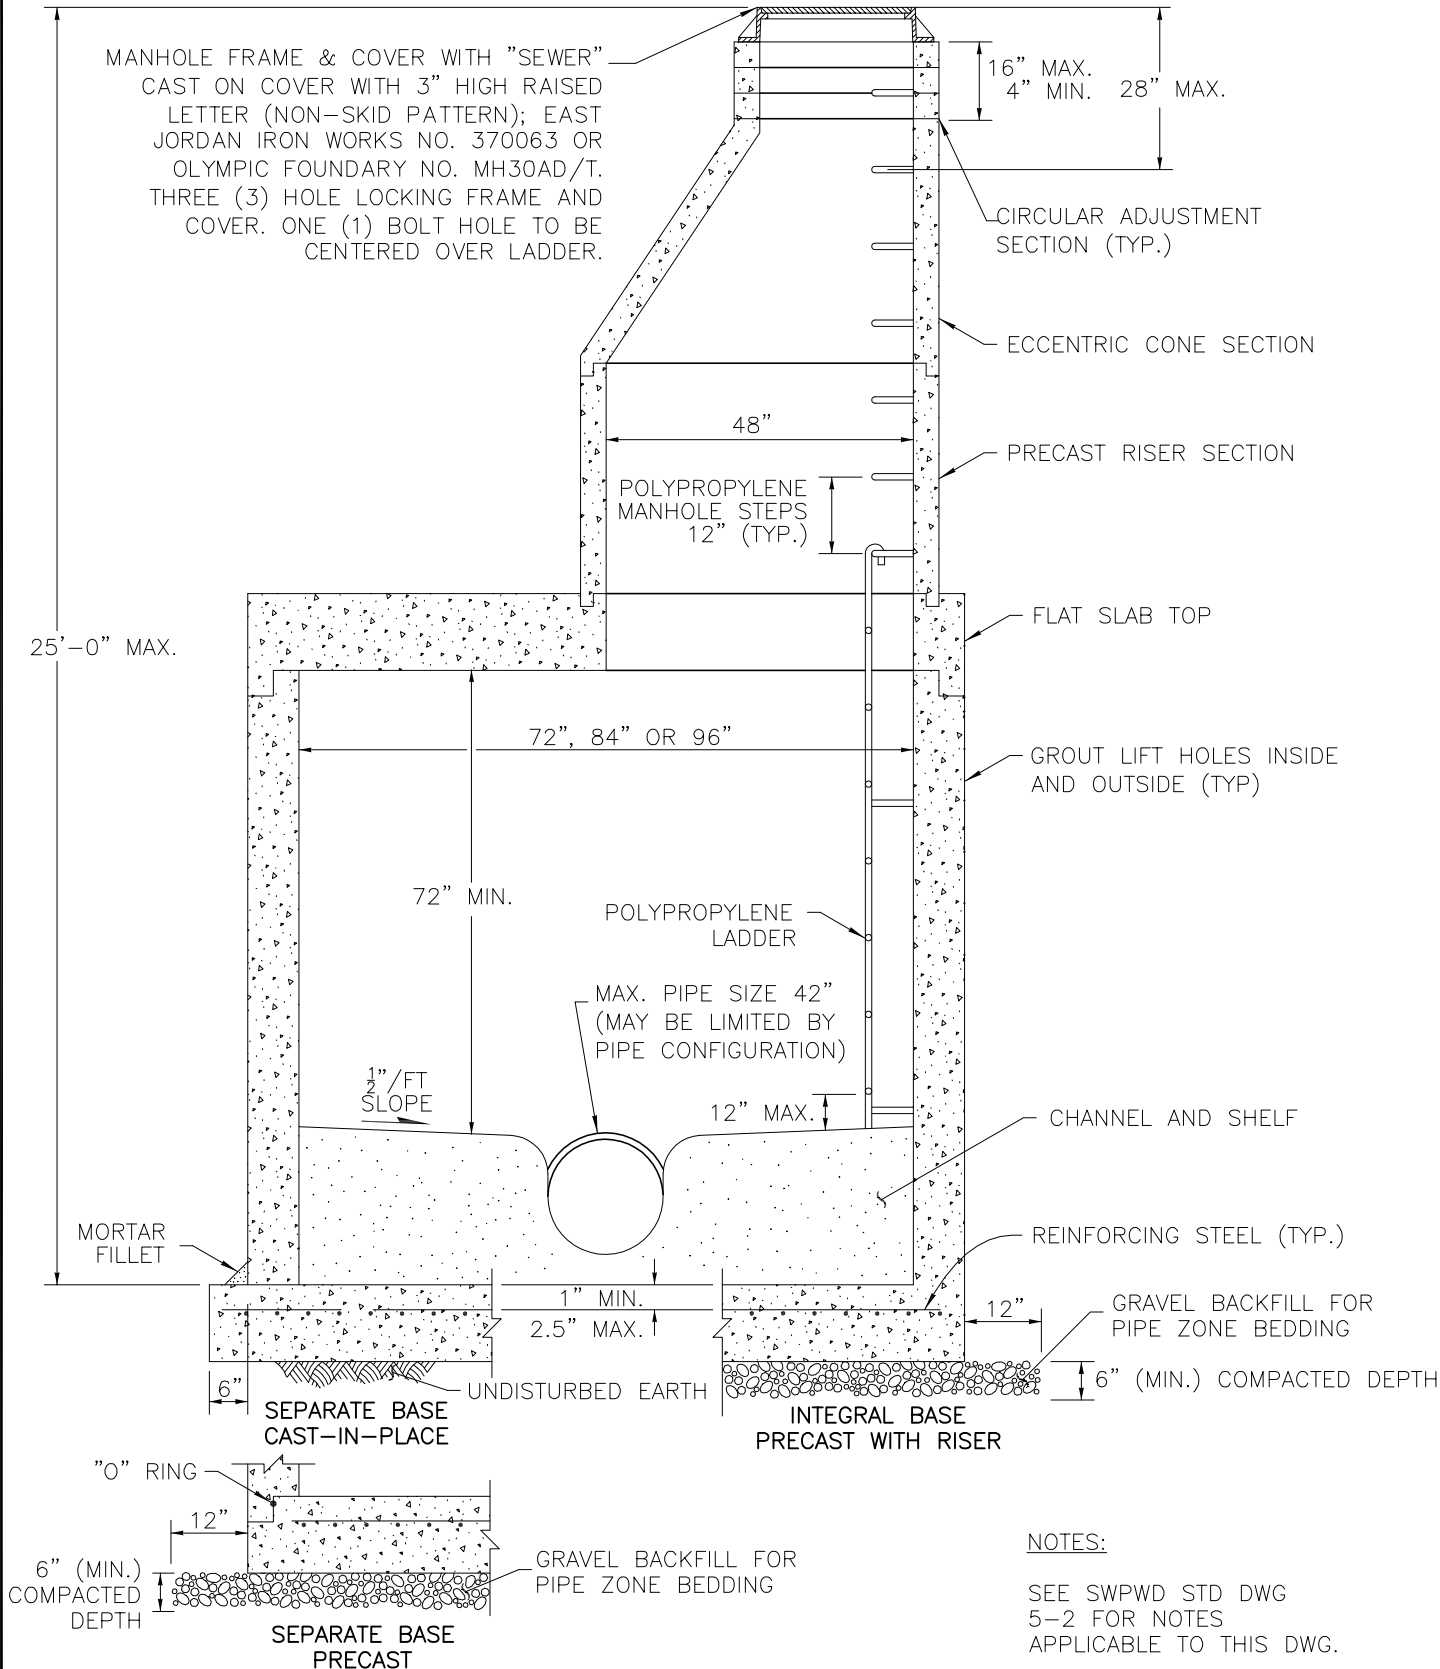 MANHOLE FRAME & COVER WITH "SEWER"
CAST ON COVER WITH 3" HIGH RAISED
LETTER (NON-SKID PATTERN); EAST
JORDAN IRON WORKS NO. 370063 OR
OLYMPIC FOUNDARY NO. MH30AD/T.
THREE (3) HOLE LOCKING FRAME AND
COVER. ONE (1) BOLT HOLE TO BE
CENTERED OVER LADDER.
16" MAX.
4" MIN.
28" MAX.
CIRCULAR ADJUSTMENT
SECTION (TYP.)
ECCENTRIC CONE SECTION
48"
PRECAST RISER SECTION
POLYPROPYLENE
MANHOLE STEPS
12" (TYP.)
FLAT SLAB TOP
25'-0" MAX.
72", 84" OR 96"
GROUT LIFT HOLES INSIDE
AND OUTSIDE (TYP)
72" MIN.
POLYPROPYLENE
LADDER
MAX. PIPE SIZE 42"
(MAY BE LIMITED BY
PIPE CONFIGURATION)
1/2"/FT
SLOPE
12" MAX.
CHANNEL AND SHELF
MORTAR
FILLET
REINFORCING STEEL (TYP.)
1" MIN.
2.5" MAX.
12"
GRAVEL BACKFILL FOR
PIPE ZONE BEDDING
6" (MIN.) COMPACTED DEPTH
6"
UNDISTURBED EARTH
SEPARATE BASE
CAST-IN-PLACE
INTEGRAL BASE
PRECAST WITH RISER
"O" RING
12"
6" (MIN.)
COMPACTED
DEPTH
GRAVEL BACKFILL FOR
PIPE ZONE BEDDING
SEPARATE BASE
PRECAST
NOTES:
SEE SWPWD STD DWG
5-2 FOR NOTES
APPLICABLE TO THIS DWG.